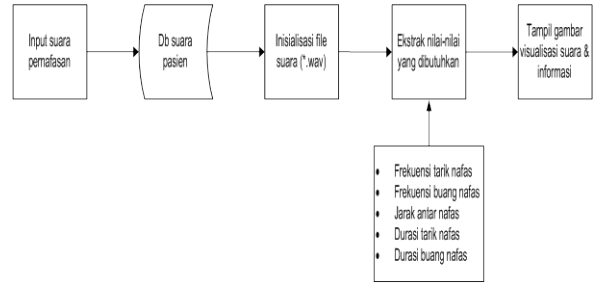 Input suara
pernafasan
Db suara
pasien
Inisialisasi file
suara (*.wav)
Ekstrak nilai-nilai
yang dibutuhkan
Tampil gambar
visualisasi suara &
informasi
• Frekuensi tarik nafas
• Frekuensi buang nafas
• Jarak antar nafas
• Durasi tarik nafas
• Durasi buang nafas